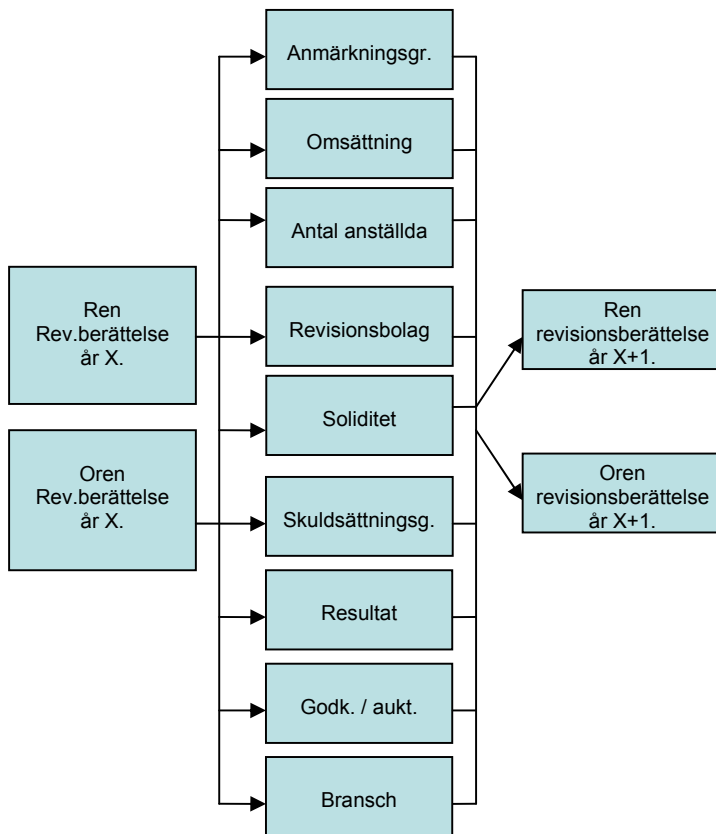 Ren
Rev.berättelse
år X.
Oren
Rev.berättelse
år X.
Anmärkningsgr.
Omsättning
Antal anställda
Revisionsbolag
Soliditet
Skuldsättningsg.
Resultat
Godk. / aukt.
Bransch
Ren
revisionsberättelse
år X+1.
Oren
revisionsberättelse
år X+1.